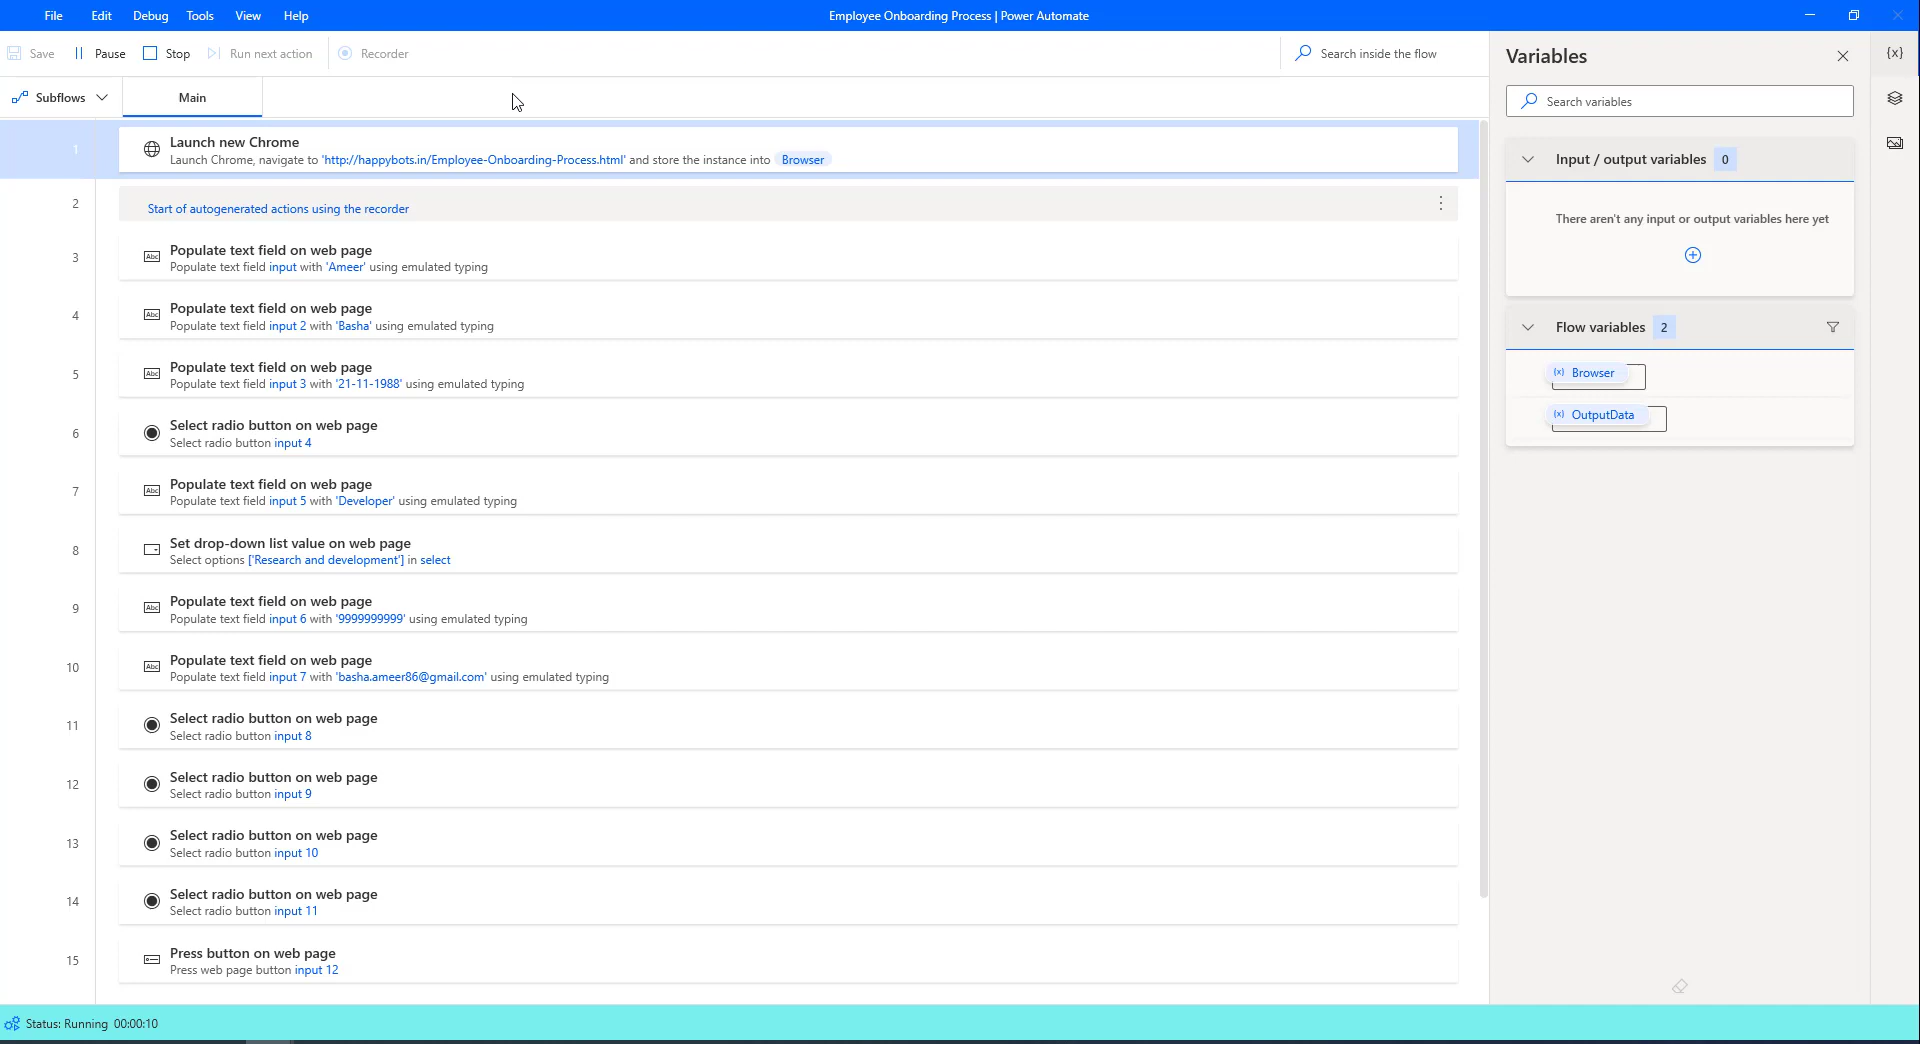 File Edit Debug Tools View Help
Employee Onboarding Process | Power Automate
Save Pause Stop Run next action Recorder
Search inside the flow
Subflows Main
1
Launch new Chrome
Launch Chrome, navigate to 'http://happybots.in/Employee-Onboarding-Process.html' and store the instance into Browser
2
Start of autogenerated actions using the recorder
3
Populate text field on web page
Populate text field input with 'Ameer' using emulated typing
4
Populate text field on web page
Populate text field input 2 with 'Basha' using emulated typing
5
Populate text field on web page
Populate text field input 3 with '21-11-1988' using emulated typing
6
Select radio button on web page
Select radio button input 4
7
Populate text field on web page
Populate text field input 5 with 'Developer' using emulated typing
8
Set drop-down list value on web page
Select options ['Research and development'] in select
9
Populate text field on web page
Populate text field input 6 with '9999999999' using emulated typing
10
Populate text field on web page
Populate text field input 7 with 'basha.ameer86@gmail.com' using emulated typing
11
Select radio button on web page
Select radio button input 8
12
Select radio button on web page
Select radio button input 9
13
Select radio button on web page
Select radio button input 10
14
Select radio button on web page
Select radio button input 11
15
Press button on web page
Press web page button input 12
Variables
{x}
Search variables
Input / output variables 0
There aren't any input or output variables here yet
Flow variables 2
(x) Browser
(x) OutputData
Status: Running 00:00:10